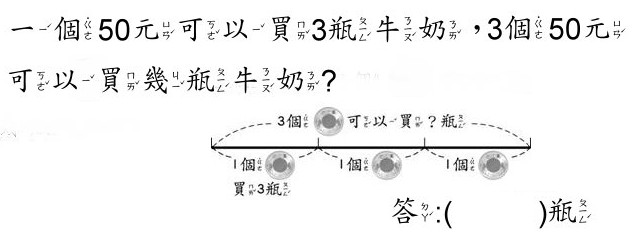 一個50元可以買3瓶牛奶，3個50元
可以買幾瓶牛奶?
3個 可以買?瓶
1個 1個 1個
買3瓶
答:( )瓶